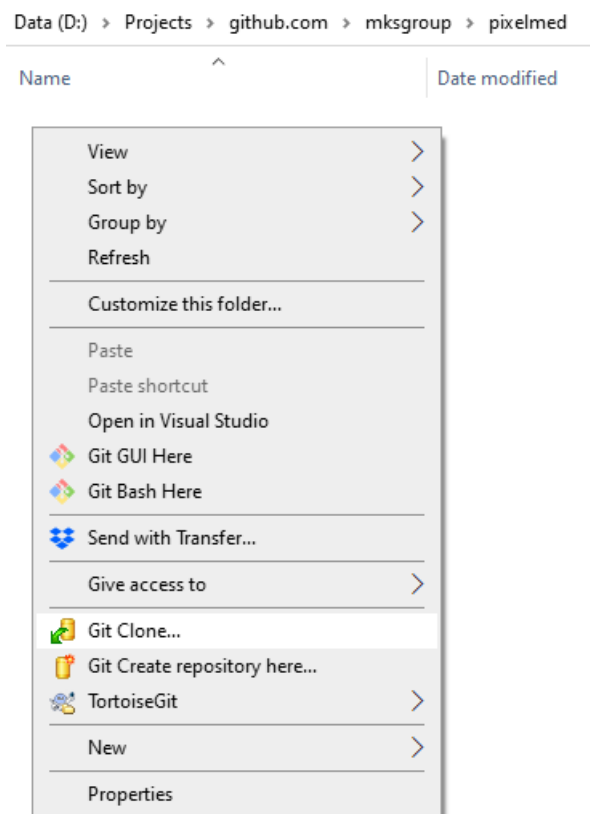 Data (D:) > Projects > github.com > mksgroup > pixelmed
Name Date modified
View
Sort by
Group by
Refresh
Customize this folder...
Paste
Paste shortcut
Open in Visual Studio
Git GUI Here
Git Bash Here
Send with Transfer...
Give access to
Git Clone...
Git Create repository here...
TortoiseGit
New
Properties